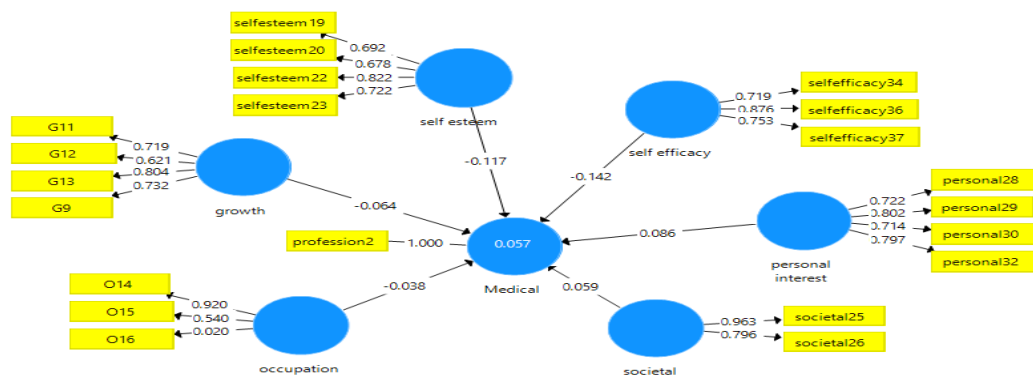 selfesteem19
selfesteem20
selfesteem22
selfesteem23
0.692
0.678
0.822
0.722
self esteem
-0.117
selfefficacy34
selfefficacy36
selfefficacy37
0.719
0.876
0.753
self efficacy
-0.142
G11
G12
G13
G9
0.719
0.621
0.804
0.732
growth
-0.064
personal28
personal29
personal30
personal32
0.722
0.802
0.714
0.797
personal
interest
0.086
profession2
1.000
0.057
Medical
O14
O15
O16
0.920
0.540
0.020
occupation
-0.038
societal25
societal26
0.963
0.796
societal
0.059